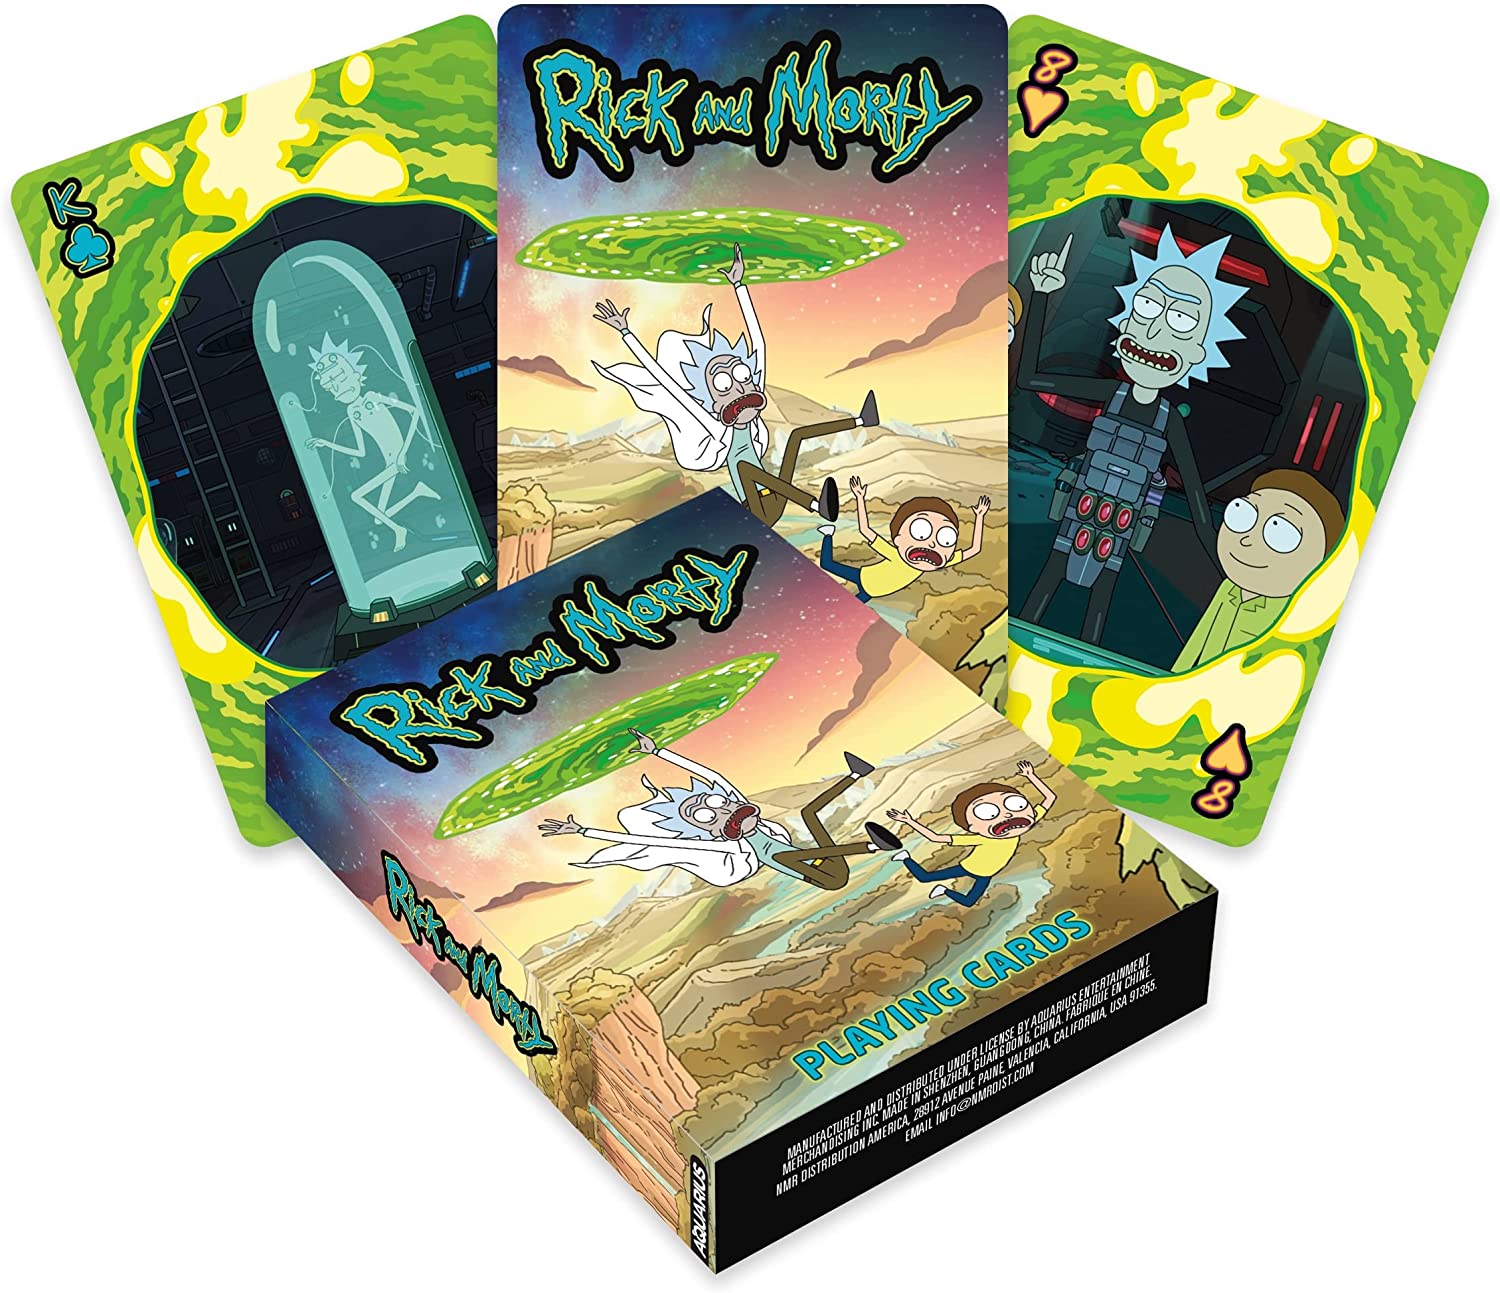 K
RICK AND MORTY
8
8
RICK AND MORTY
RICK AND MORTY
PLAYING CARDS
AQUARIUS
MANUFACTURED AND DISTRIBUTED UNDER LICENSE BY AQUARIUS ENTERTAINMENT
MERCHANDISING INC. MADE IN SHENZHEN, GUANGDONG, CHINA. FABRIQUE EN CHINE.
NMR DISTRIBUTION AMERICA, 28912 AVENUE PAINE, VALENCIA, CALIFORNIA, USA 91355.
EMAIL INFO@NMRDIST.COM